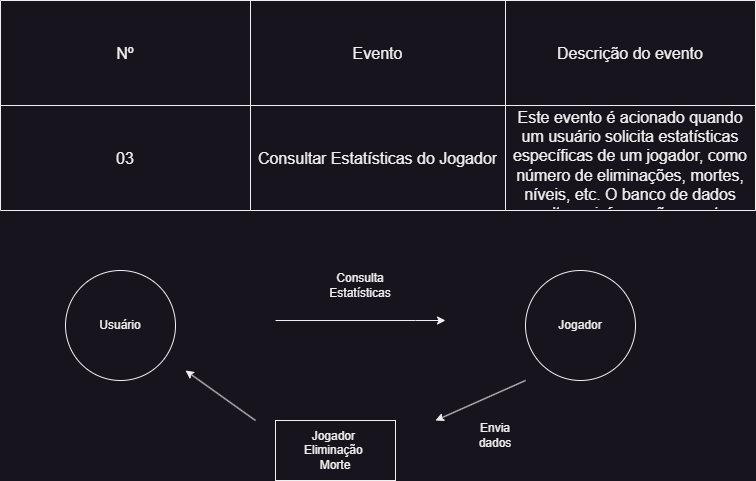 Nº
Evento
Descrição do evento
03
Consultar Estatísticas do Jogador
Este evento é acionado quando
um usuário solicita estatísticas
específicas de um jogador, como
número de eliminações, mortes,
níveis, etc. O banco de dados
Consulta
Estatísticas
Usuário
Jogador
Envia
dados
Jogador
Eliminação
Morte